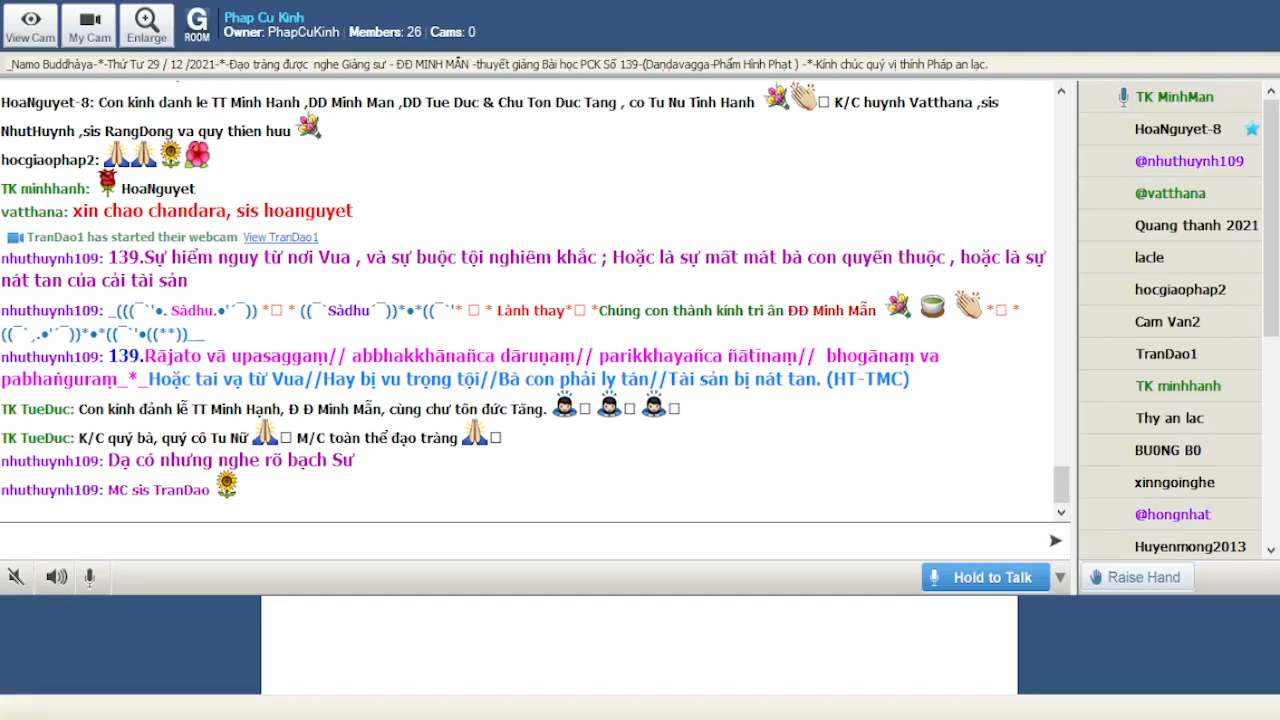 View Cam
My Cam
Enlarge
G
ROOM
Phap Cu Kinh
Owner: PhapCuKinh | Members: 26 | Cams: 0
_Namo Buddhàya-*-Thứ Tư 29 / 12 /2021-*-Đạo tràng được nghe Giảng sư - ĐĐ MINH MẪN -thuyết giảng Bài học PCK Số 139-(Daṇḍavagga-Phẩm Hình Phạt ) -*-Kính chúc quý vị thính Pháp an lạc.
HoaNguyet-8: Con kinh danh le TT Minh Hanh ,DD Minh Man ,DD Tue Duc & Chu Ton Duc Tang , co Tu Nu Tinh Hanh K/C huynh Vatthana ,sis
NhutHuynh ,sis RangDong va quy thien huu
hocgiaophap2:
TK minhhanh: HoaNguyet
vatthana: xin chao chandara, sis hoanguyet
TranDao1 has started their webcam View TranDao1
nhuthuynh109: 139.Sự hiểm nguy từ nơi Vua , và sự buộc tội nghiêm khắc ; Hoặc là sự mất mát bà con quyến thuộc , hoặc là sự
nát tan của cải tài sản
nhuthuynh109: _(((¯`'•. Sàdhu.•'´¯)) *□ * ((¯`Sàdhu´¯))*•*((¯`'* □ * Lành thay*□ *Chúng con thành kính tri ân ĐĐ Minh Mẫn *□ *
((¯`¸.•'´¯))*•*((¯`'•((**))__
nhuthuynh109: 139.Rājato vā upasaggaṃ// abbhakkhānañca dāruṇaṃ// parikkhayañca ñātīnaṃ// bhogānaṃ va
pabhaṅguraṃ_*_Hoặc tai vạ từ Vua//Hay bị vu trọng tội//Bà con phải ly tán//Tài sản bị nát tan. (HT-TMC)
TK TueDuc: Con kính đảnh lễ TT Minh Hạnh, Đ Đ Minh Mẫn, cùng chư tôn đức Tăng.
TK TueDuc: K/C quý bà, quý cô Tu Nữ M/C toàn thể đạo tràng
nhuthuynh109: Dạ có nhưng nghe rõ bạch Sư
nhuthuynh109: MC sis TranDao
Hold to Talk
TK MinhMan
HoaNguyet-8
@nhuthuynh109
@vatthana
Quang thanh 2021
lacle
hocgiaophap2
Cam Van2
TranDao1
TK minhhanh
Thy an lac
BU0NG B0
xinngoinghe
@hongnhat
Huyenmong2013
Raise Hand